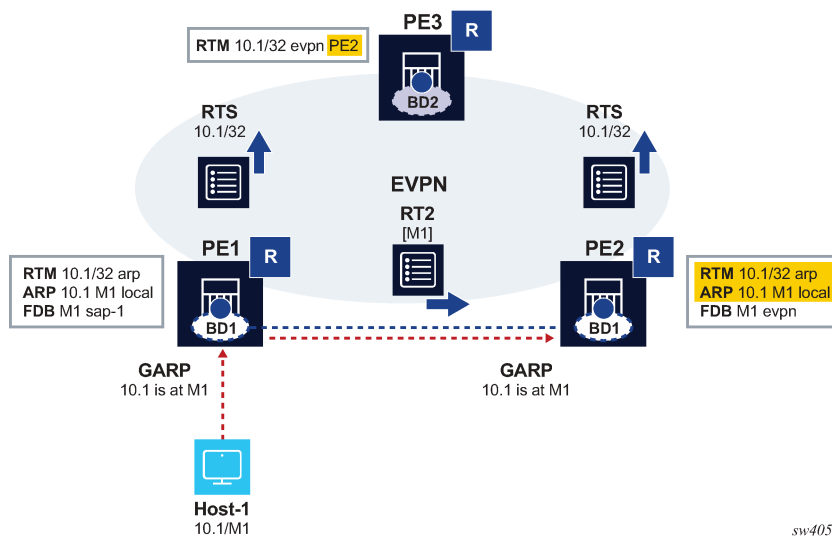 PE3
R
RTM 10.1/32 evpn PE2
BD2
RTS
10.1/32
RTS
10.1/32
EVPN
RT2
[M1]
PE1
R
PE2
R
RTM 10.1/32 arp
ARP 10.1 M1 local
FDB M1 sap-1
BD1
BD1
RTM 10.1/32 arp
ARP 10.1 M1 local
FDB M1 evpn
GARP
10.1 is at M1
GARP
10.1 is at M1
Host-1
10.1/M1
sw405